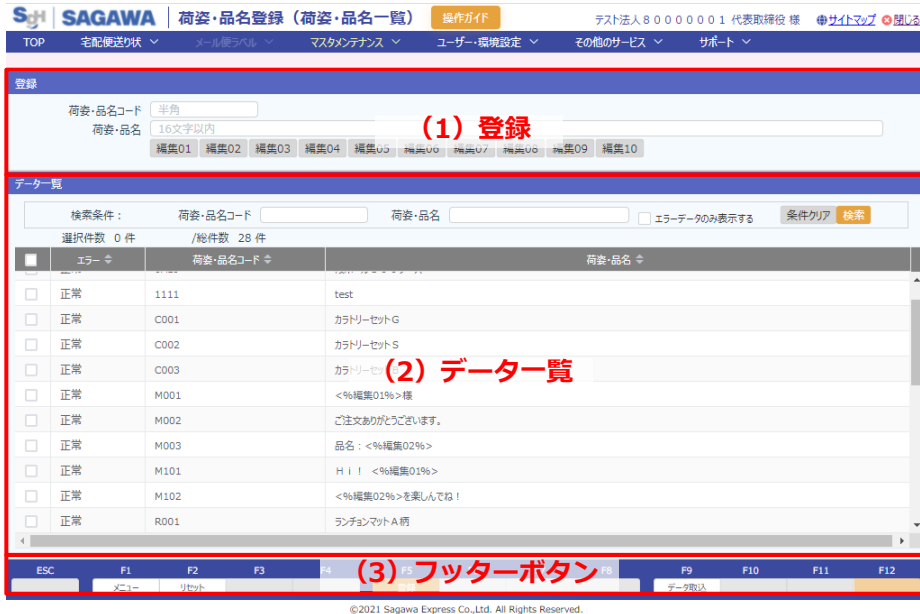 SGH SAGAWA 荷姿・品名登録（荷姿・品名一覧） 操作ガイド テスト法人８００００００１ 代表取締役 様 サイトマップ 閉じる
TOP 宅配便送り状 メール便ラベル マスタメンテナンス ユーザー・環境設定 その他のサービス サポート
登録
荷姿・品名コード 半角
荷姿・品名 16文字以内
（1）登録
編集01 編集02 編集03 編集04 編集05 編集06 編集07 編集08 編集09 編集10
データ一覧
検索条件： 荷姿・品名コード 荷姿・品名 エラーデータのみ表示する 条件クリア 検索
選択件数 0 件 /総件数 28 件
エラー 荷姿・品名コード 荷姿・品名
正常 1111 test
正常 C001 カラトリーセットＧ
正常 C002 カラトリーセットＳ
正常 C003 カラトリーセット
（2）データ一覧
正常 M001 <%編集01%>様
正常 M002 ご注文ありがとうございます。
正常 M003 品名：<%編集02%>
正常 M101 Ｈｉ！ <%編集01%>
正常 M102 <%編集02%>を楽しんでね！
正常 R001 ランチョンマットＡ柄
ESC F1 F2 F3 F4 F5 F8 F9 F10 F11 F12
（3）フッターボタン
メニュー リセット データ取込
©2021 Sagawa Express Co.,Ltd. All Rights Reserved.